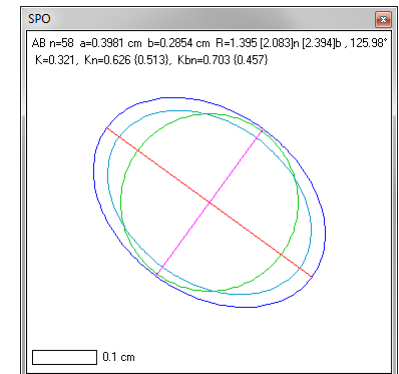 SPO
AB n=58 a=0.3981 cm b=0.2854 cm R=1.395 [2.083]n [2.394]b , 125.98°
K=0.321, Kn=0.626 {0.513}, Kbn=0.703 {0.457}
0.1 cm